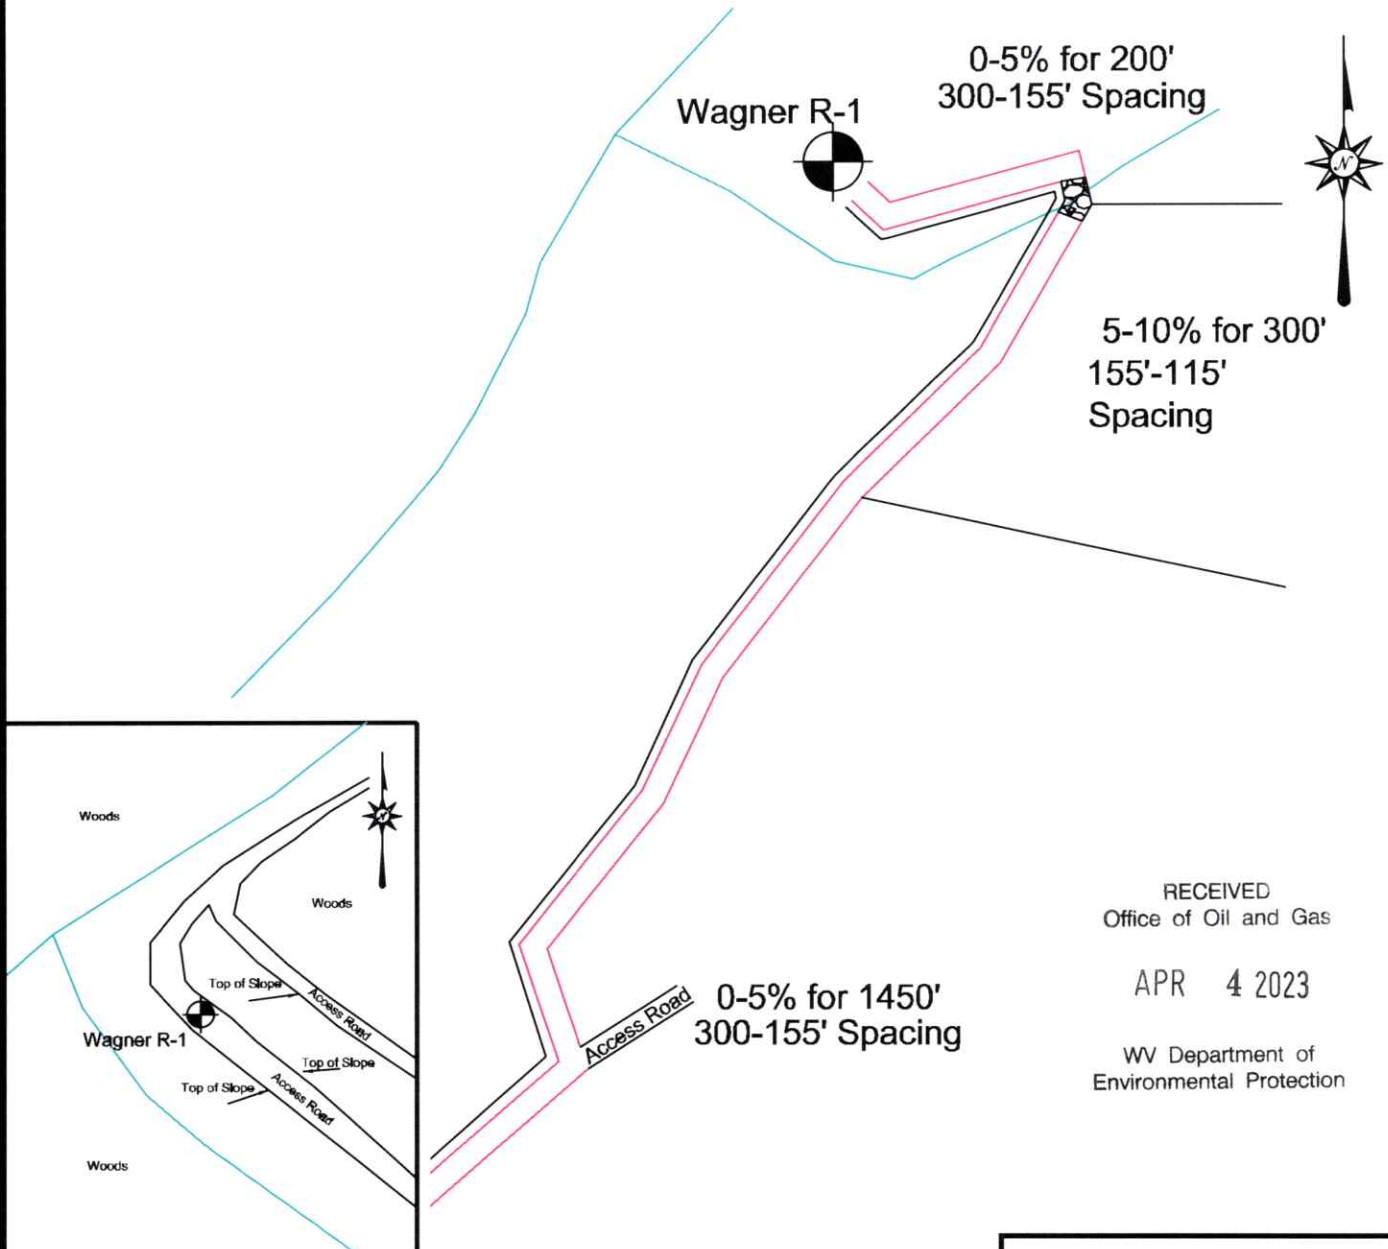 0-5% for 200'
300-155' Spacing
Wagner R-1
N
5-10% for 300'
155'-115'
Spacing
Woods
N
Woods
RECEIVED
Office of Oil and Gas
APR 4 2023
WV Department of
Environmental Protection
Top of Slope
Access Road
Access Road
0-5% for 1450'
300-155' Spacing
Wagner R-1
Top of Slope
Top of Slope
Access Road
Woods